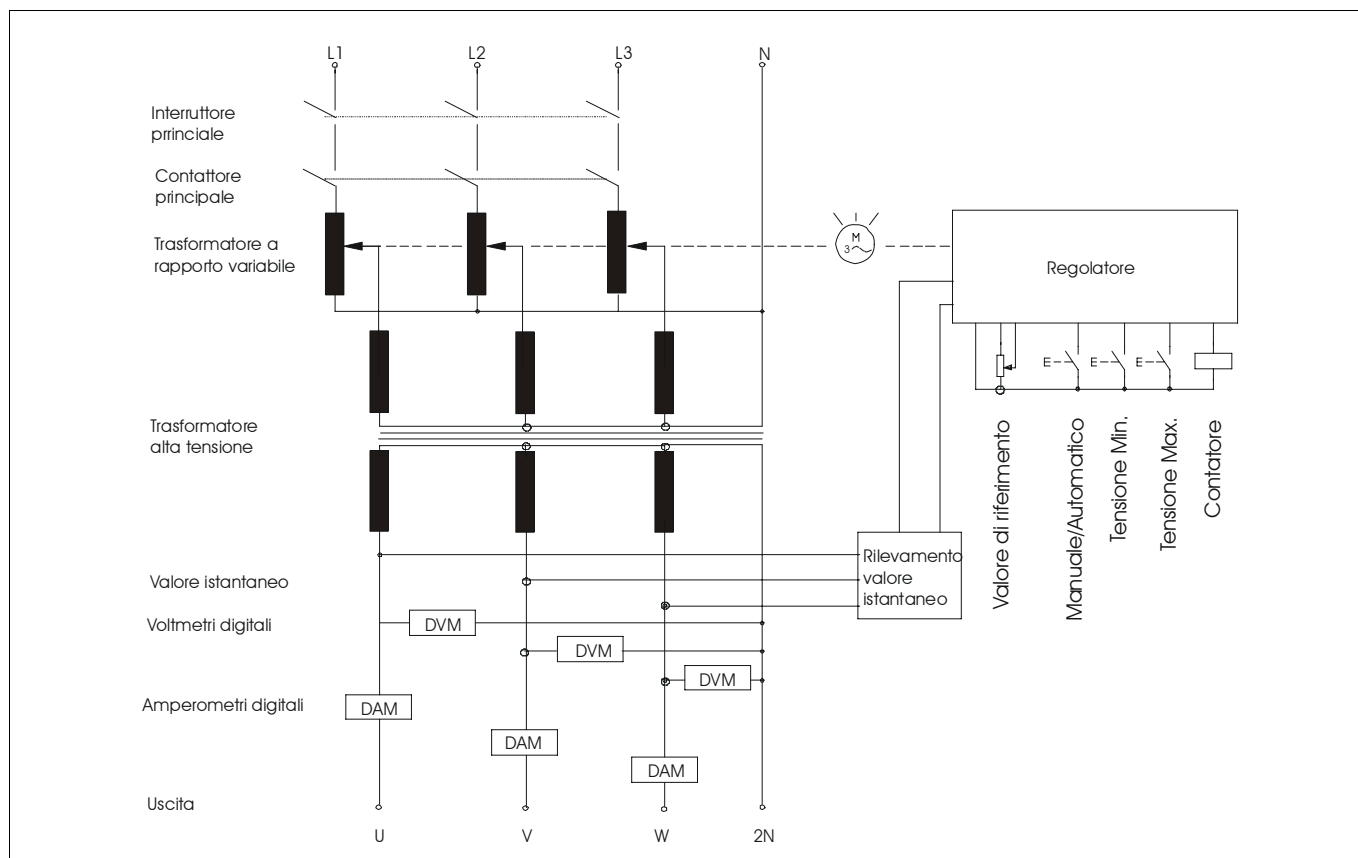 L1
L2
L3
N
Interruttore
prrinciale
Contattore
principale
Trasformatore a
rapporto variabile
M
3~
Regolatore
E
E
E
Valore di riferimento
Manuale/Automatico
Tensione Min.
Tensione Max.
Contatore
Trasformatore
alta tensione
Rilevamento
valore
istantaneo
Valore istantaneo
Voltmetri digitali
DVM
DVM
DVM
Amperometri digitali
DAM
DAM
DAM
Uscita
U
V
W
2N